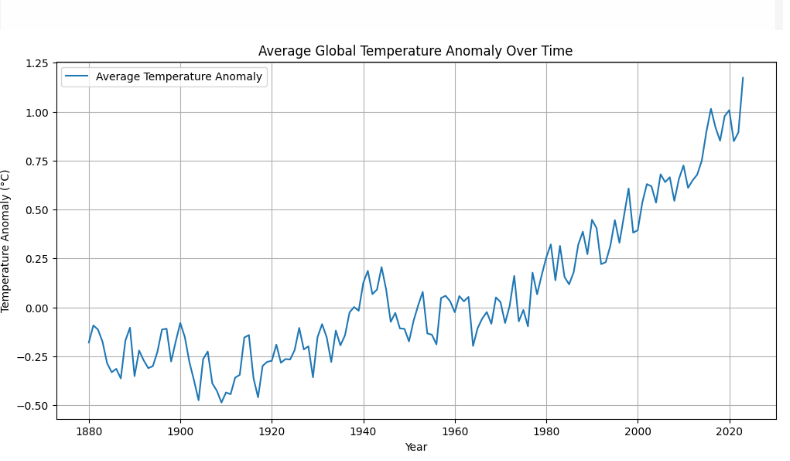 Average Global Temperature Anomaly Over Time
1.25
Average Temperature Anomaly
1.00
0.75
0.50
0.25
0.00
−0.25
−0.50
Temperature Anomaly (°C)
1880 1900 1920 1940 1960 1980 2000 2020
Year